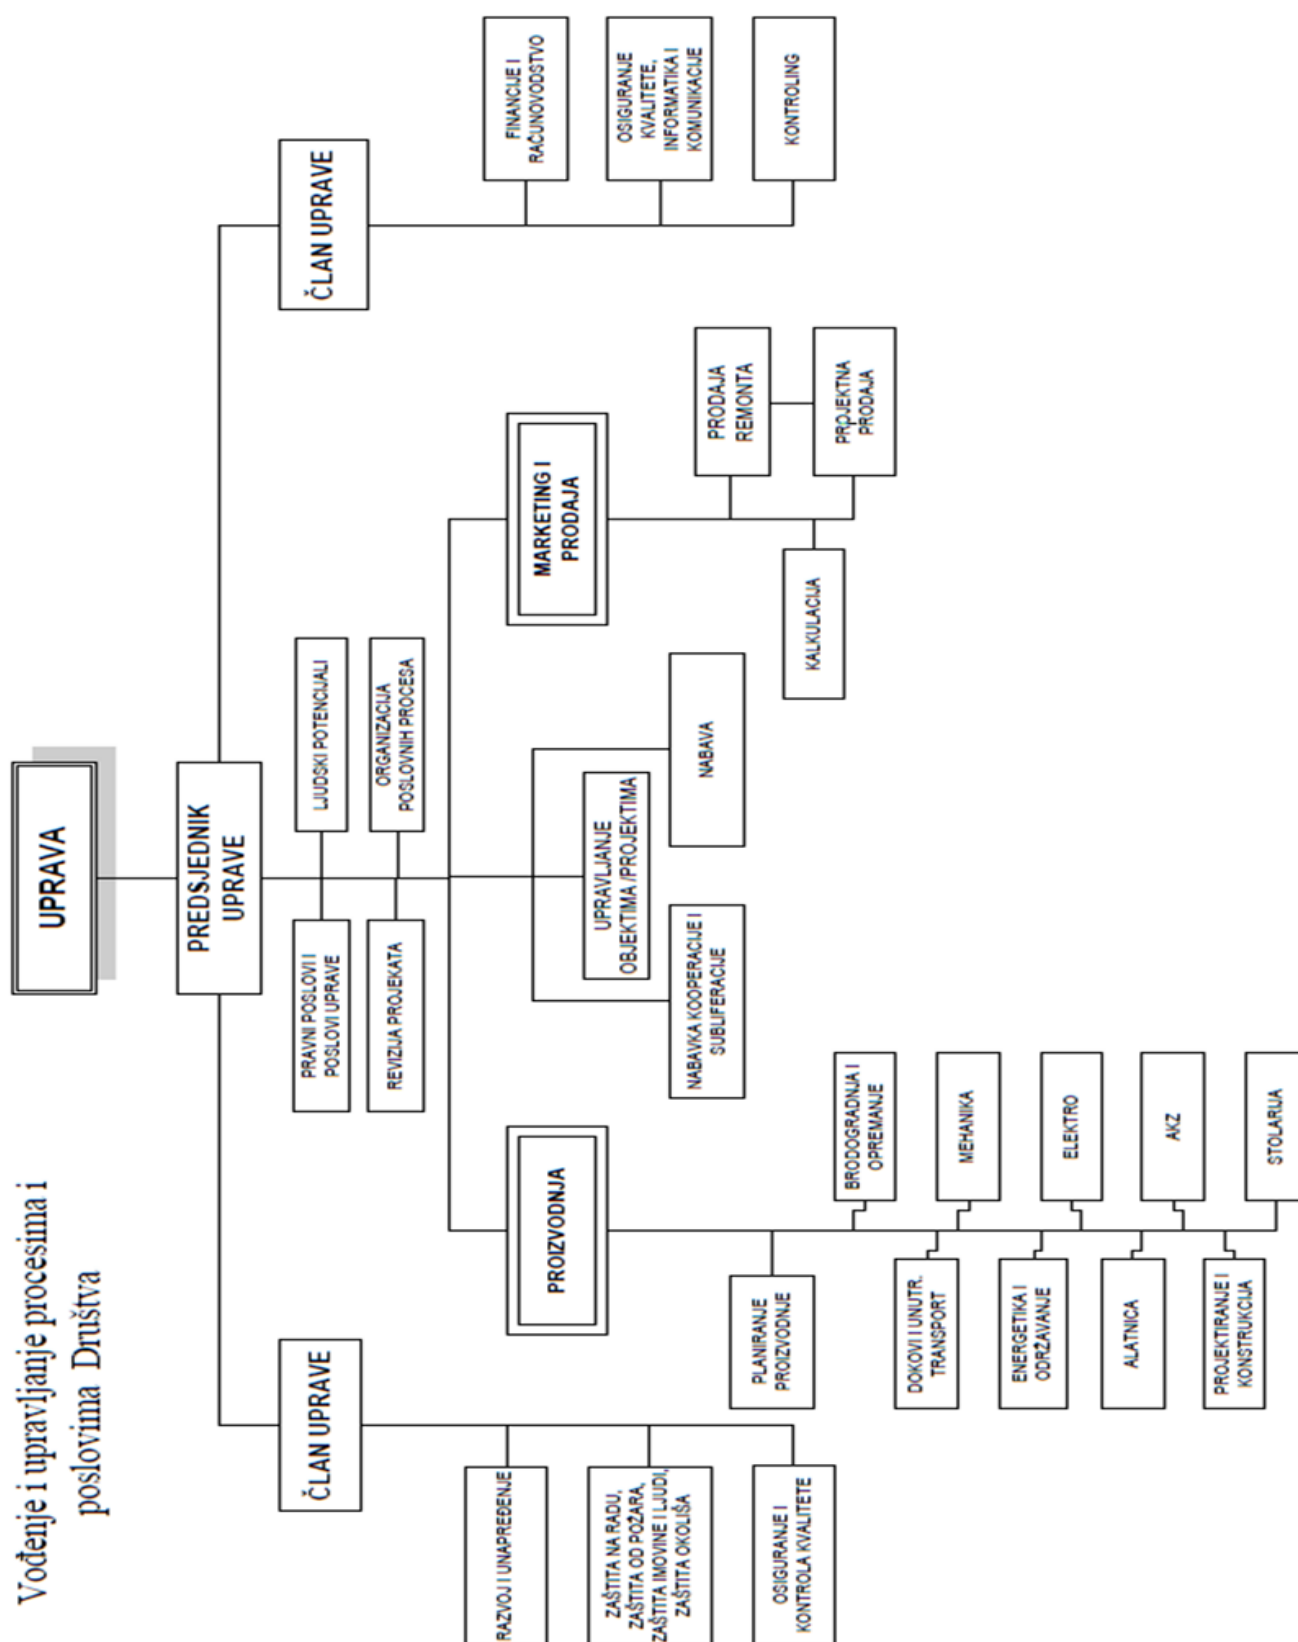 Vođenje i upravljanje procesima i
poslovima Društva
UPRAVA
PREDSJEDNIK
UPRAVE
ČLAN UPRAVE
ČLAN UPRAVE
PRAVNI POSLOVI I
POSLOVI UPRAVE
LJUDSKI POTENCIJALI
REVIZIJA PROJEKATA
ORGANIZACIJA
POSLOVNIH PROCESA
RAZVOJ I UNAPREĐENJE
ZAŠTITA NA RADU,
ZAŠTITA OD POŽARA,
ZAŠTITA IMOVINE I LJUDI,
ZAŠTITA OKOLIŠA
OSIGURANJE I
KONTROLA KVALITETE
PROIZVODNJA
UPRAVLJANJE
OBJEKTIMA /PROJEKTIMA
NABAVKA KOOPERACIJE I
SUBLIFERACIJE
NABAVA
MARKETING I
PRODAJA
PRODAJA
REMONTA
PROJEKTNA
PRODAJA
KALKULACIJA
FINANCIJE I
RAČUNOVODSTVO
OSIGURANJE
KVALITETE,
INFORMATIKA I
KOMUNIKACIJE
KONTROLING
PLANIRANJE
PROIZVODNJE
BRODOGRADNJA I
OPREMANJE
DOKOVI I UNUTR.
TRANSPORT
MEHANIKA
ENERGETIKA I
ODRŽAVANJE
ELEKTRO
ALATNICA
AKZ
PROJEKTIRANJE I
KONSTRUKCIJA
STOLARIJA